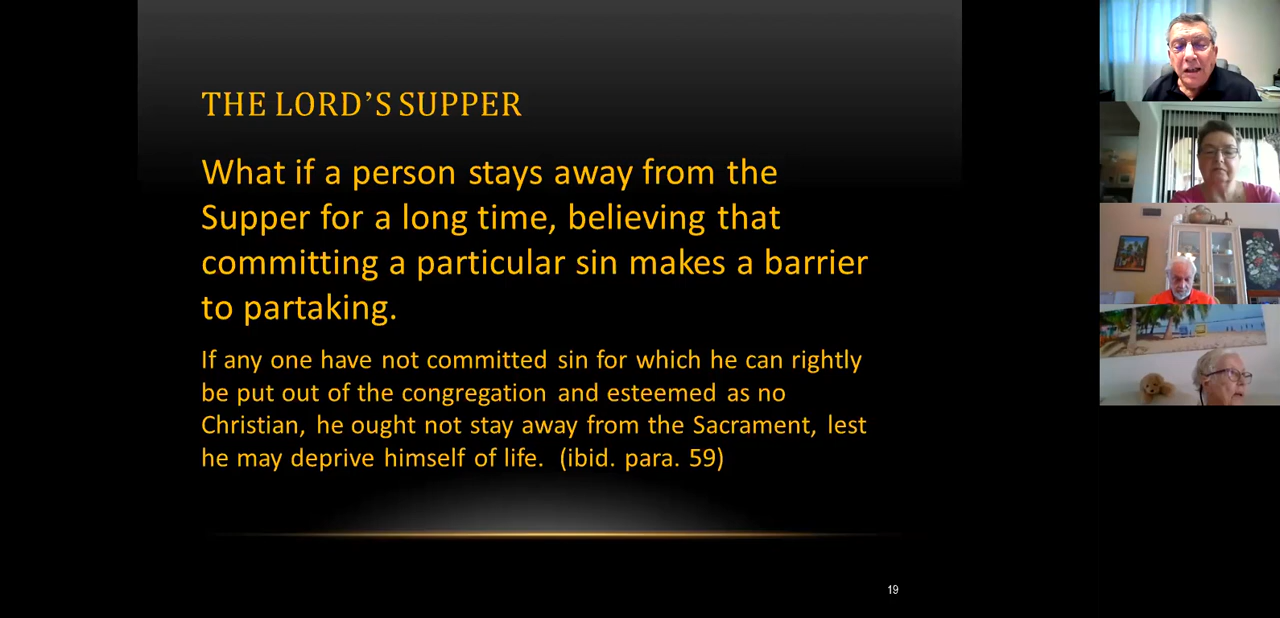 THE LORD’S SUPPER
What if a person stays away from the
Supper for a long time, believing that
committing a particular sin makes a barrier
to partaking.
If any one have not committed sin for which he can rightly
be put out of the congregation and esteemed as no
Christian, he ought not stay away from the Sacrament, lest
he may deprive himself of life. (ibid. para. 59)
19